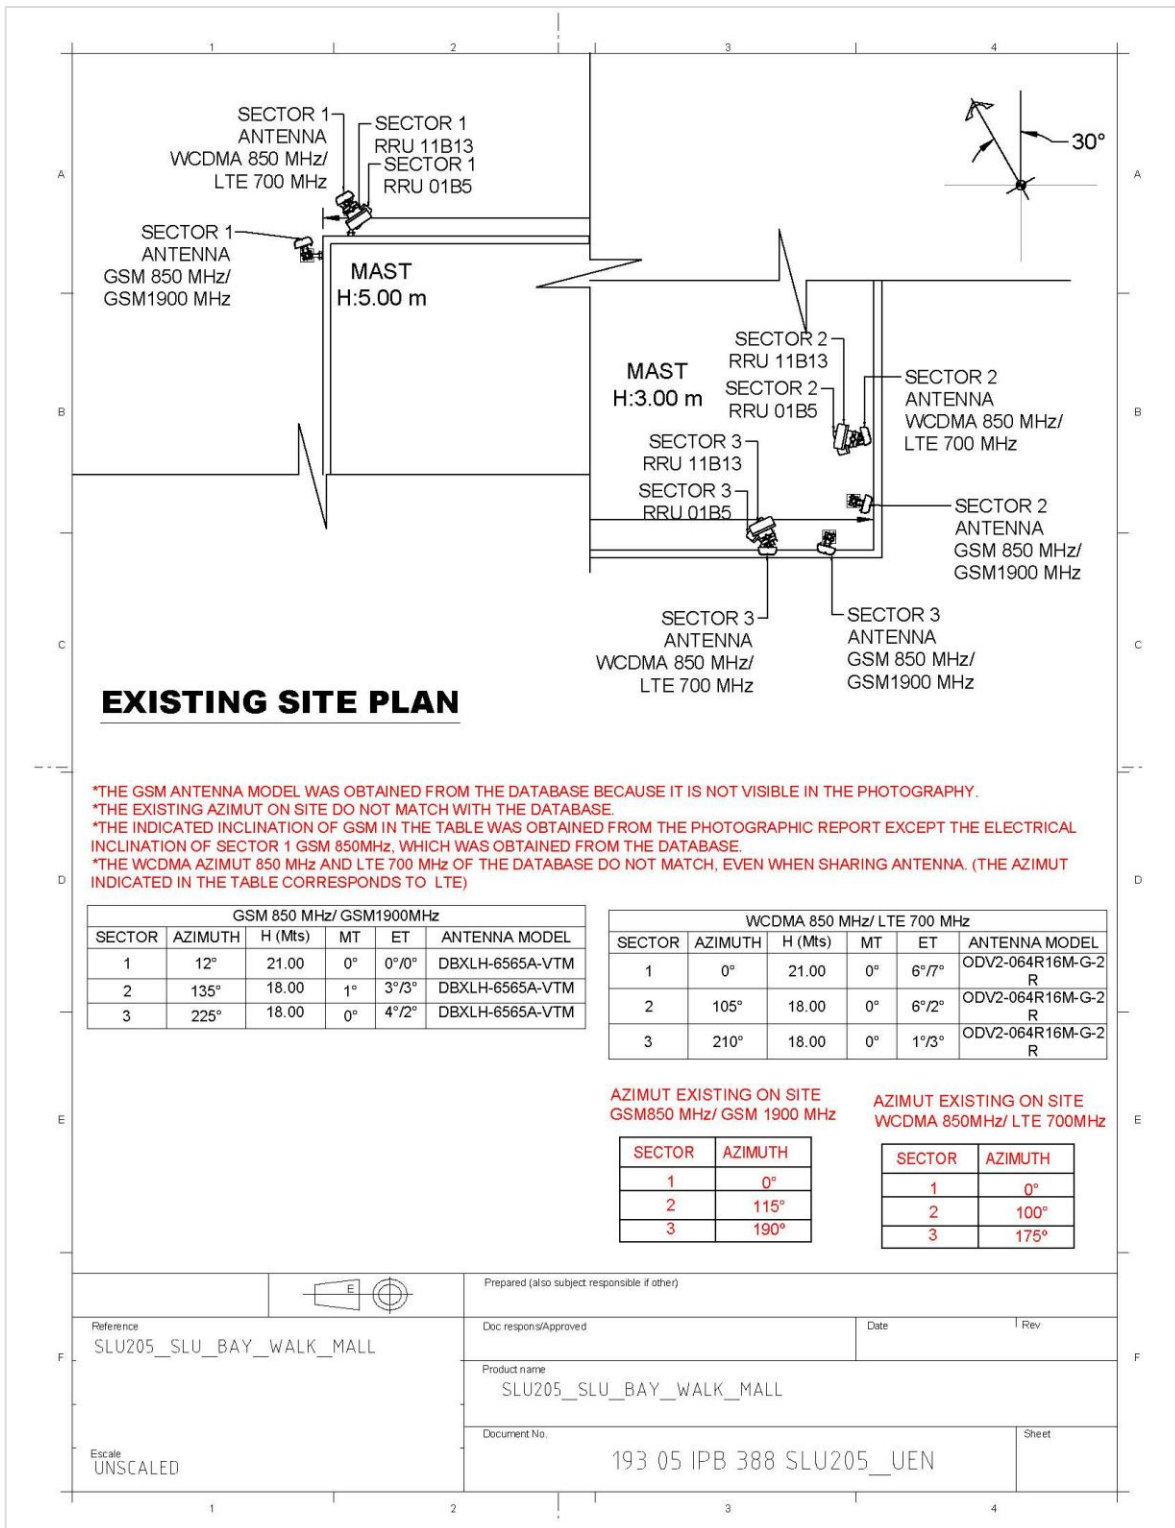 1 2 3 4
SECTOR 1
ANTENNA
WCDMA 850 MHz/
LTE 700 MHz
SECTOR 1
RRU 11B13
SECTOR 1
RRU 01B5
30°
A A
SECTOR 1
ANTENNA
GSM 850 MHz/
GSM1900 MHz
MAST
H:5.00 m
MAST
H:3.00 m
SECTOR 2
RRU 11B13
SECTOR 2
RRU 01B5
SECTOR 2
ANTENNA
WCDMA 850 MHz/
LTE 700 MHz
B B
SECTOR 3
RRU 11B13
SECTOR 3
RRU 01B5
SECTOR 2
ANTENNA
GSM 850 MHz/
GSM1900 MHz
SECTOR 3
ANTENNA
WCDMA 850 MHz/
LTE 700 MHz
SECTOR 3
ANTENNA
GSM 850 MHz/
GSM1900 MHz
C C
EXISTING SITE PLAN
*THE GSM ANTENNA MODEL WAS OBTAINED FROM THE DATABASE BECAUSE IT IS NOT VISIBLE IN THE PHOTOGRAPHY.
*THE EXISTING AZIMUT ON SITE DO NOT MATCH WITH THE DATABASE.
*THE INDICATED INCLINATION OF GSM IN THE TABLE WAS OBTAINED FROM THE PHOTOGRAPHIC REPORT EXCEPT THE ELECTRICAL
INCLINATION OF SECTOR 1 GSM 850MHz, WHICH WAS OBTAINED FROM THE DATABASE.
*THE WCDMA AZIMUT 850 MHz AND LTE 700 MHz OF THE DATABASE DO NOT MATCH, EVEN WHEN SHARING ANTENNA. (THE AZIMUT
INDICATED IN THE TABLE CORRESPONDS TO LTE)
D D
GSM 850 MHz/ GSM1900MHz
SECTOR AZIMUTH H (Mts) MT ET ANTENNA MODEL
1 12° 21.00 0° 0°/0° DBXLH-6565A-VTM
2 135° 18.00 1° 3°/3° DBXLH-6565A-VTM
3 225° 18.00 0° 4°/2° DBXLH-6565A-VTM
WCDMA 850 MHz/ LTE 700 MHz
SECTOR AZIMUTH H (Mts) MT ET ANTENNA MODEL
1 0° 21.00 0° 6°/7° ODV2-064R16M-G-2
R
2 105° 18.00 0° 6°/2° ODV2-064R16M-G-2
R
3 210° 18.00 0° 1°/3° ODV2-064R16M-G-2
R
E E
AZIMUT EXISTING ON SITE
GSM850 MHz/ GSM 1900 MHz
SECTOR AZIMUTH
1 0°
2 115°
3 190°
AZIMUT EXISTING ON SITE
WCDMA 850MHz/ LTE 700MHz
SECTOR AZIMUTH
1 0°
2 100°
3 175°
E
Prepared (also subject responsible if other)
Reference
SLU205_SLU_BAY_WALK_MALL
Doc respons/Approved
Date
Rev
F F
Product name
SLU205_SLU_BAY_WALK_MALL
Escale
UNSCALED
Document No.
193 05 IPB 388 SLU205_UEN
Sheet
1 2 3 4